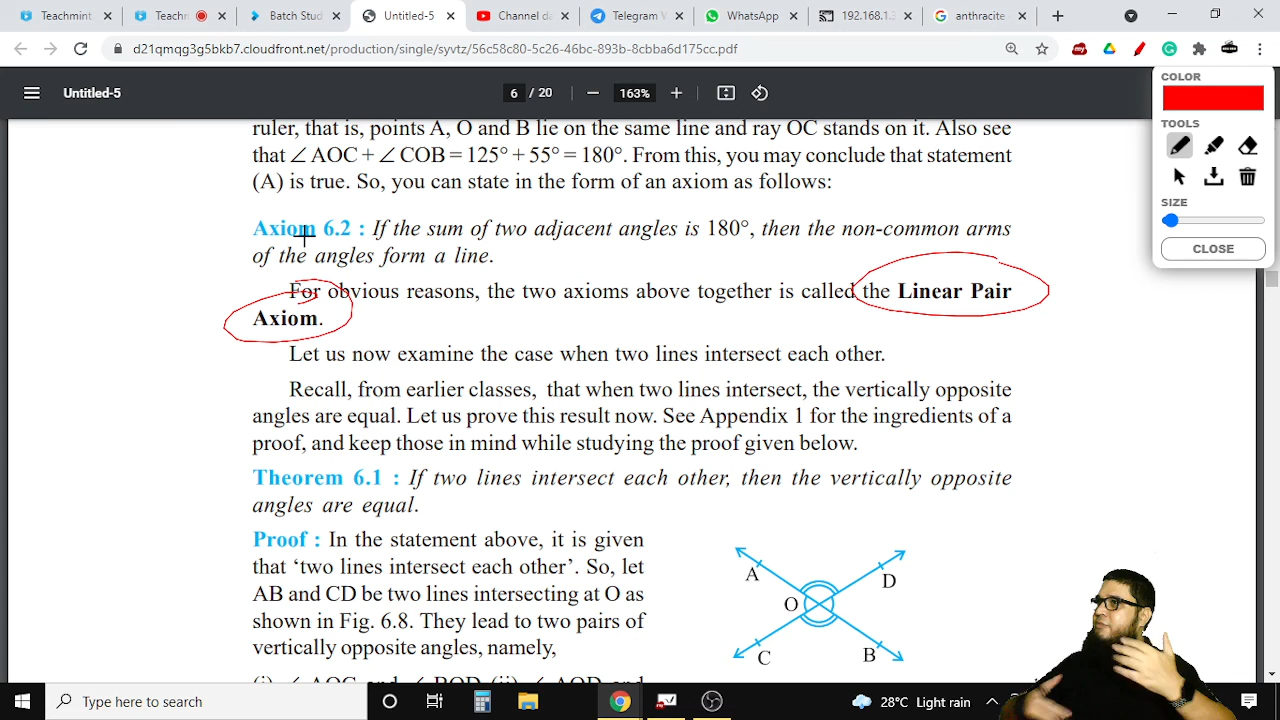 Teachmint
Teachm
Batch Stud
Untitled-5
Channel da
Telegram
WhatsApp
192.168.1.
anthracite
d21qmqg3g5bkb7.cloudfront.net/production/single/syvtz/56c58c80-5c26-46bc-893b-8cbba6d175cc.pdf
Untitled-5
6 / 20
163%
COLOR
TOOLS
SIZE
CLOSE
ruler, that is, points A, O and B lie on the same line and ray OC stands on it. Also see
that ∠ AOC + ∠ COB = 125° + 55° = 180°. From this, you may conclude that statement
(A) is true. So, you can state in the form of an axiom as follows:
Axiom 6.2 : If the sum of two adjacent angles is 180°, then the non-common arms
of the angles form a line.
For obvious reasons, the two axioms above together is called the Linear Pair
Axiom.
Let us now examine the case when two lines intersect each other.
Recall, from earlier classes, that when two lines intersect, the vertically opposite
angles are equal. Let us prove this result now. See Appendix 1 for the ingredients of a
proof, and keep those in mind while studying the proof given below.
Theorem 6.1 : If two lines intersect each other, then the vertically opposite
angles are equal.
Proof : In the statement above, it is given
that ‘two lines intersect each other’. So, let
AB and CD be two lines intersecting at O as
shown in Fig. 6.8. They lead to two pairs of
vertically opposite angles, namely,
(i) ∠ AOC and ∠ BOD (ii) ∠ AOD and
A
D
O
C
B
Type here to search
28°C Light rain